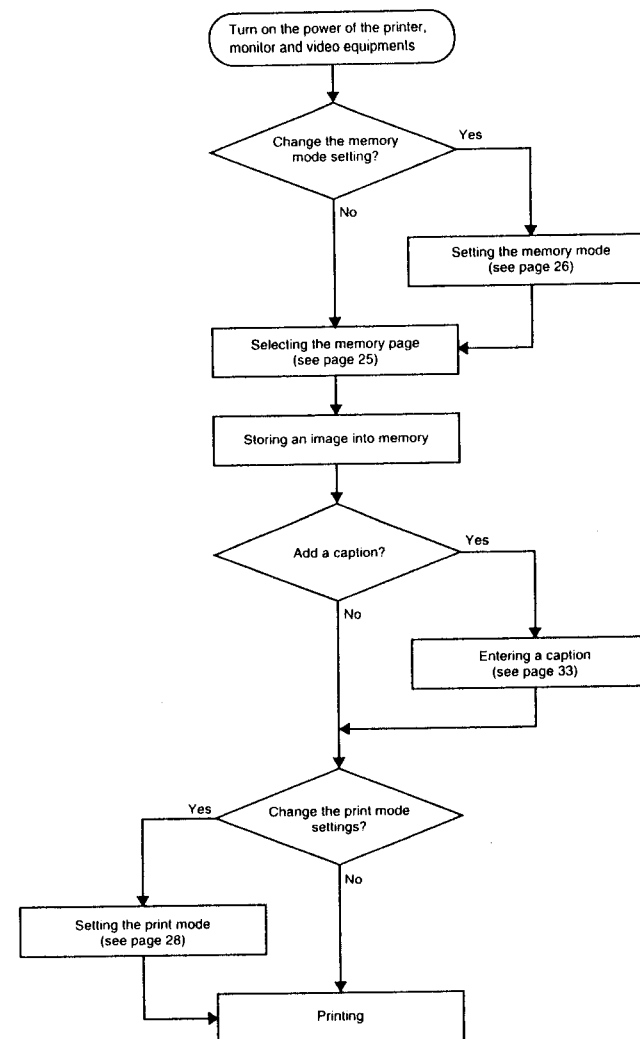 Turn on the power of the printer,
monitor and video equipments
Change the memory
mode setting?
Yes
No
Setting the memory mode
(see page 26)
Selecting the memory page
(see page 25)
Storing an image into memory
Add a caption?
Yes
No
Entering a caption
(see page 33)
Change the print mode
settings?
Yes
No
Setting the print mode
(see page 28)
Printing